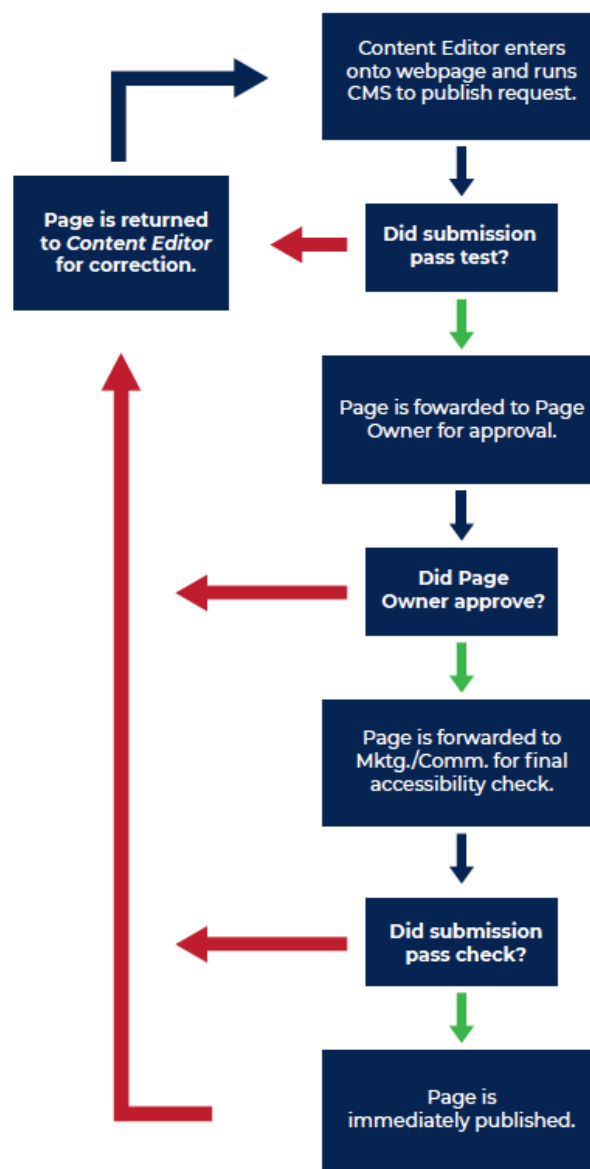 Content Editor enters
onto webpage and runs
CMS to publish request.
Page is returned
to Content Editor
for correction.
Did submission
pass test?
Page is fowarded to Page
Owner for approval.
Did Page
Owner approve?
Page is forwarded to
Mktg./Comm. for final
accessibility check.
Did submission
pass check?
Page is
immediately published.